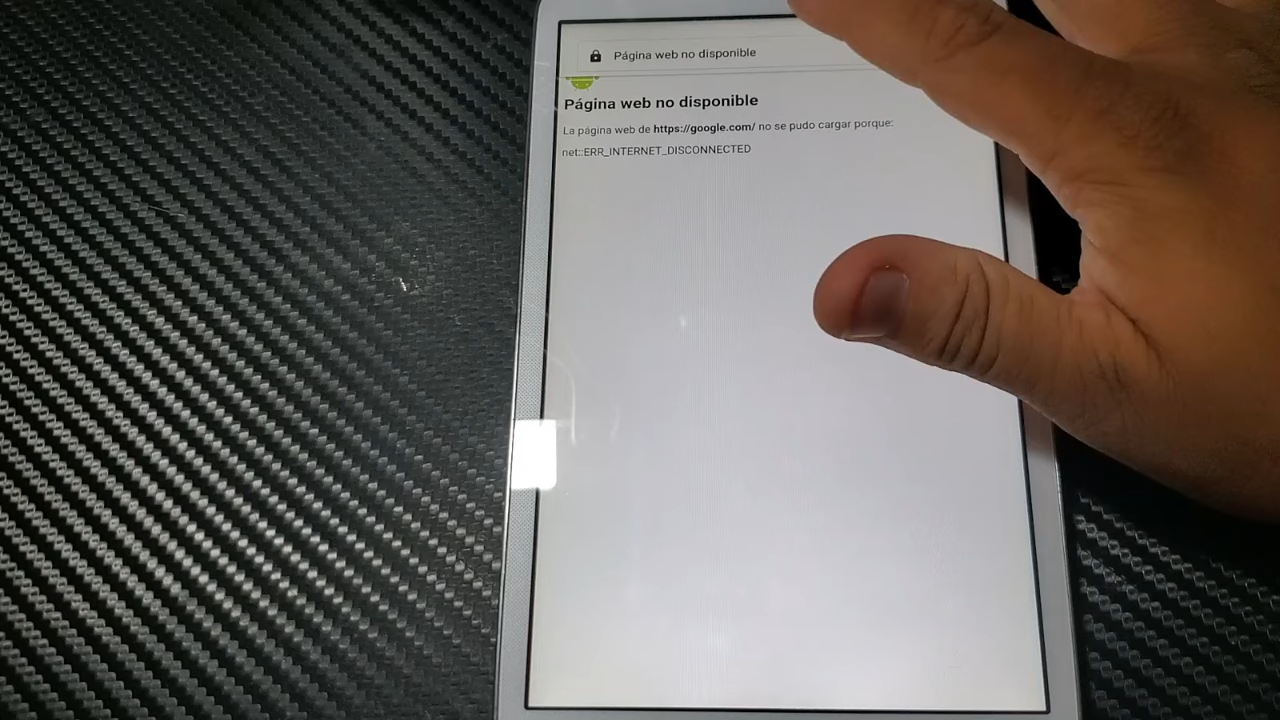 Página web no disponible
Página web no disponible
La página web de https://google.com/ no se pudo cargar porque:
net::ERR_INTERNET_DISCONNECTED